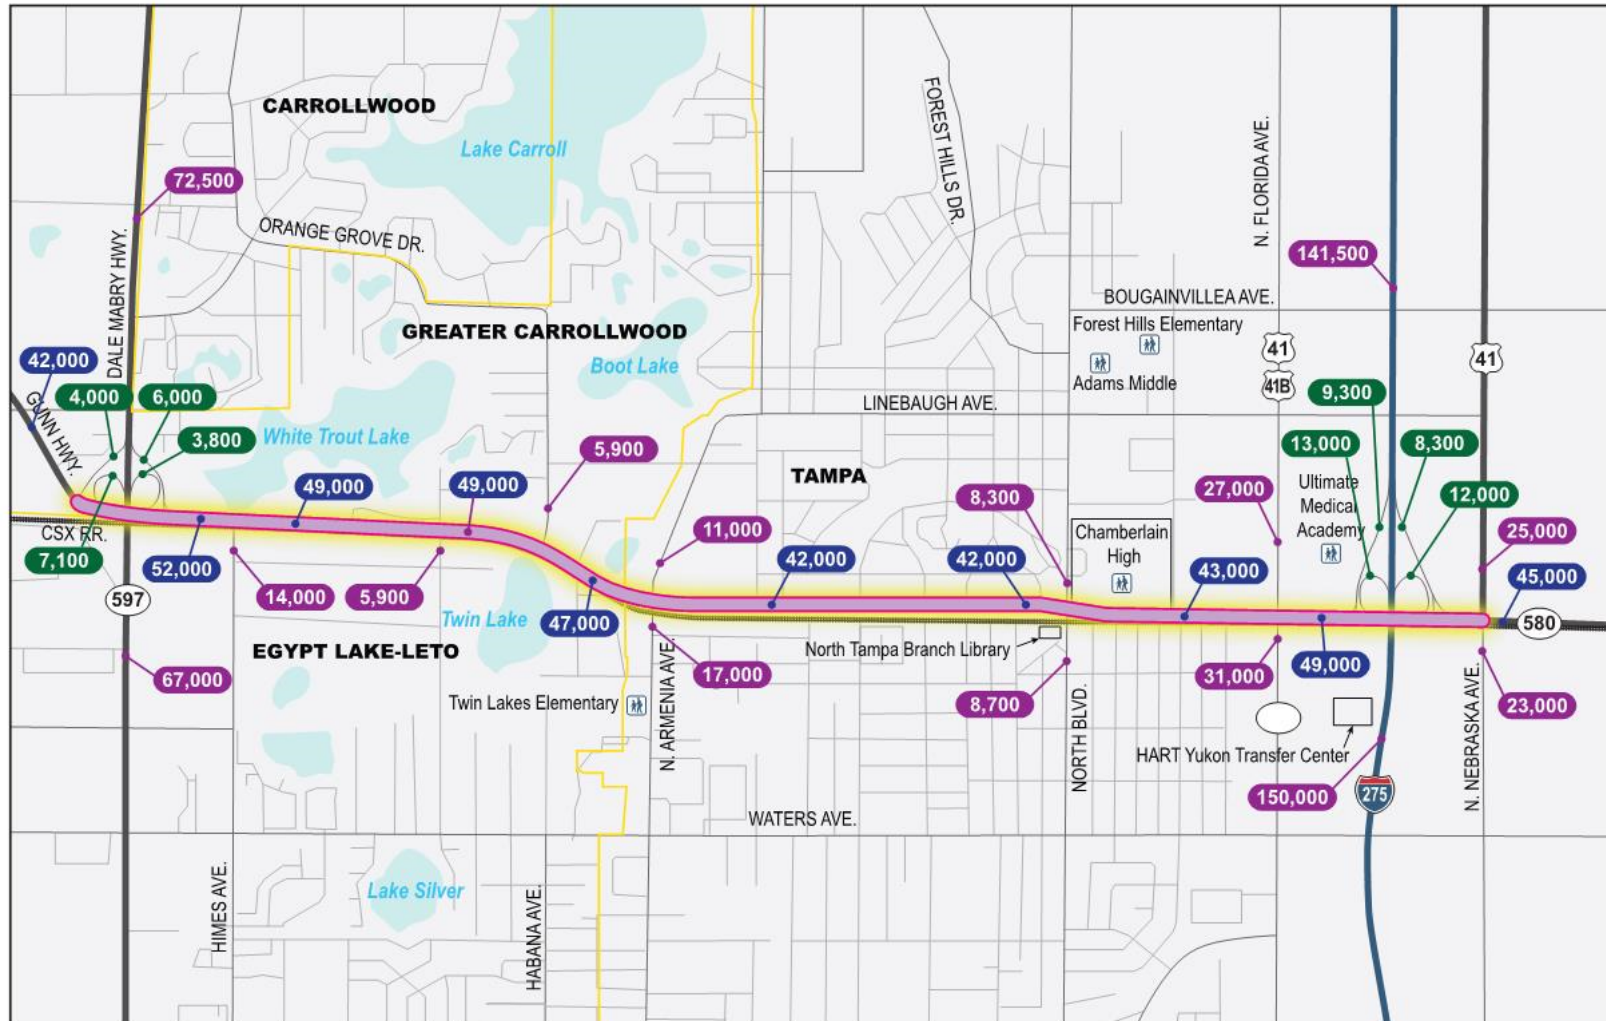 CARROLLWOOD
Lake Carroll
72,500
ORANGE GROVE DR.
DALE MABRY HWY.
FOREST HILLS DR.
N. FLORIDA AVE.
141,500
BOUGAINVILLEA AVE.
GREATER CARROLLWOOD
Boot Lake
Forest Hills Elementary
Adams Middle
41
41B
41
42,000
GUNN HWY.
4,000
6,000
3,800
White Trout Lake
LINEBAUGH AVE.
9,300
13,000
8,300
12,000
5,900
TAMPA
49,000
49,000
8,300
27,000
Ultimate
Medical
Academy
25,000
CSX RR.
7,100
52,000
11,000
Chamberlain
High
42,000
42,000
43,000
45,000
597
14,000
5,900
Twin Lake
47,000
580
EGYPT LAKE-LETO
North Tampa Branch Library
49,000
67,000
17,000
31,000
Twin Lakes Elementary
8,700
23,000
N. ARMENIA AVE.
NORTH BLVD.
HART Yukon Transfer Center
N. NEBRASKA AVE.
150,000
275
WATERS AVE.
HIMES AVE.
Lake Silver
HABANA AVE.